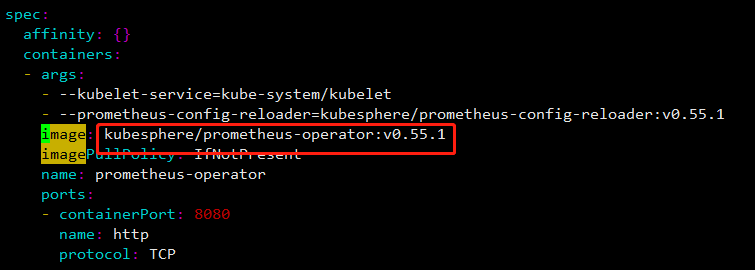 spec:
  affinity: {}
  containers:
  - args:
    - --kubelet-service=kube-system/kubelet
    - --prometheus-config-reloader=kubesphere/prometheus-config-reloader:v0.55.1
    image: kubesphere/prometheus-operator:v0.55.1
    imagePullPolicy: IfNotPresent
    name: prometheus-operator
    ports:
    - containerPort: 8080
      name: http
      protocol: TCP